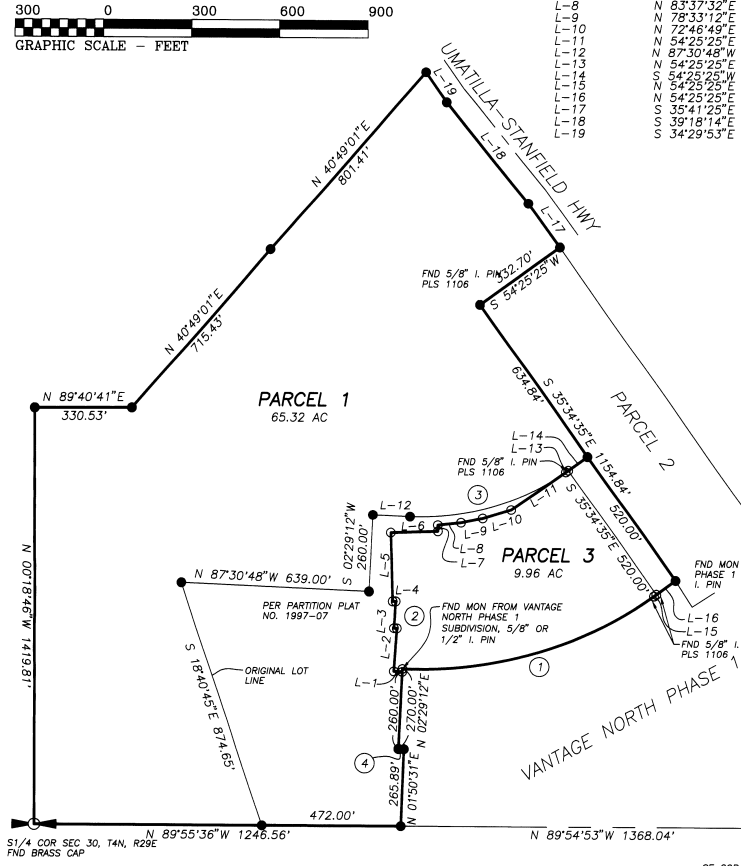 300 0 300 600 900
GRAPHIC SCALE - FEET
L-8 N 83°37'32"E
L-9 N 78°33'12"E
L-10 N 72°46'49"E
L-11 N 54°25'25"E
L-12 N 87°30'48"W
L-13 N 54°25'25"E
L-14 S 54°25'25"W
L-15 N 54°25'25"E
L-16 N 54°25'25"E
L-17 S 35°41'25"E
L-18 S 39°18'14"E
L-19 S 34°29'53"E
UMATILLA-STANFIELD HWY
L-19
L-18
L-17
N 40°49'01"E
801.41'
FND 5/8" I. PIN
PLS 1106
332.70'
S 54°25'25"W
N 40°49'01"E
715.43'
N 89°40'41"E
330.53'
PARCEL 1
65.32 AC
634.84'
S 35°34'35"E 1154.84'
PARCEL 2
L-14
L-13
FND 5/8" I. PIN
PLS 1106
520.00'
S 35°34'35"E 520.00'
3
L-12
L-11
L-10
L-9
L-8
L-7
L-6
L-5
S 02°29'12"W
260.00'
PARCEL 3
9.96 AC
N 87°30'48"W 639.00'
PER PARTITION PLAT
NO. 1997-07
L-4
L-3
2
L-2
L-1
FND MON FROM VANTAGE
NORTH PHASE 1
SUBDIVISION, 5/8" OR
1/2" I. PIN
FND MON
PHASE 1
I. PIN
L-16
L-15
FND 5/8" I.
PLS 1106
1
N 00°18'46"W 1419.81'
ORIGINAL LOT
LINE
S 18°40'45"E 874.65'
260.00'
270.00'
N 02°29'12"E
4
265.89'
N 01°50'31"E
VANTAGE NORTH PHASE 1
472.00'
N 89°55'36"W 1246.56'
N 89°54'53"W 1368.04'
S1/4 COR SEC 30, T4N, R29E
FND BRASS CAP